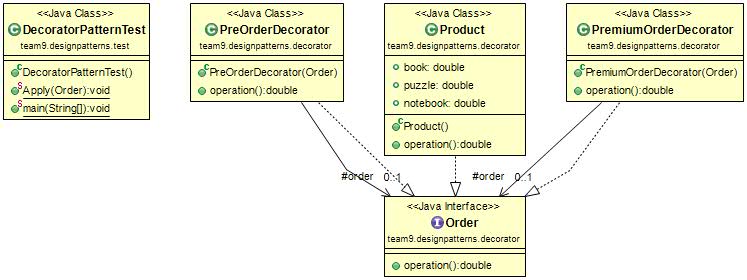 <<Java Class>>
DecoratorPatternTest
team9.designpatterns.test
DecoratorPatternTest()
Apply(Order):void
main(String[]):void
<<Java Class>>
PreOrderDecorator
team9.designpatterns.decorator
PreOrderDecorator(Order)
operation():double
<<Java Class>>
Product
team9.designpatterns.decorator
book: double
puzzle: double
notebook: double
Product()
operation():double
<<Java Class>>
PremiumOrderDecorator
team9.designpatterns.decorator
PremiumOrderDecorator(Order)
operation():double
#order 0..1
#order 0..1
<<Java Interface>>
Order
team9.designpatterns.decorator
operation():double